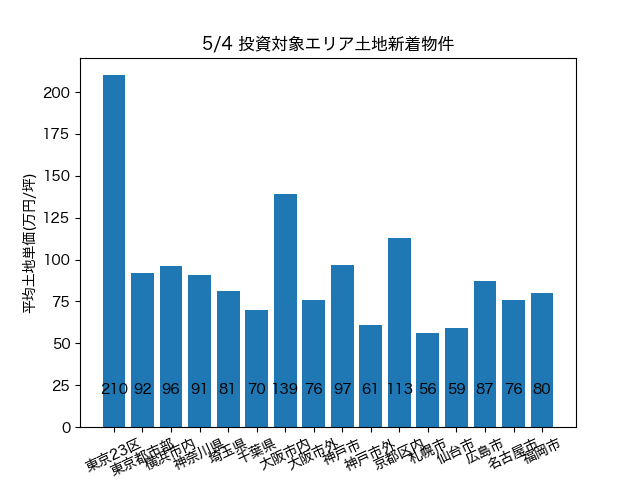 5/4 投資対象エリア土地新着物件
平均土地単価(万円/坪)
200
175
150
125
100
75
50
25
0
210 92 96 91 81 70 139 76 97 61 113 56 59 87 76 80
東京23区
東京都市部
横浜市内
神奈川県
埼玉県
千葉県
大阪市内
大阪市外
神戸市
神戸市外
京都区内
札幌市
仙台市
広島市
名古屋市
福岡市